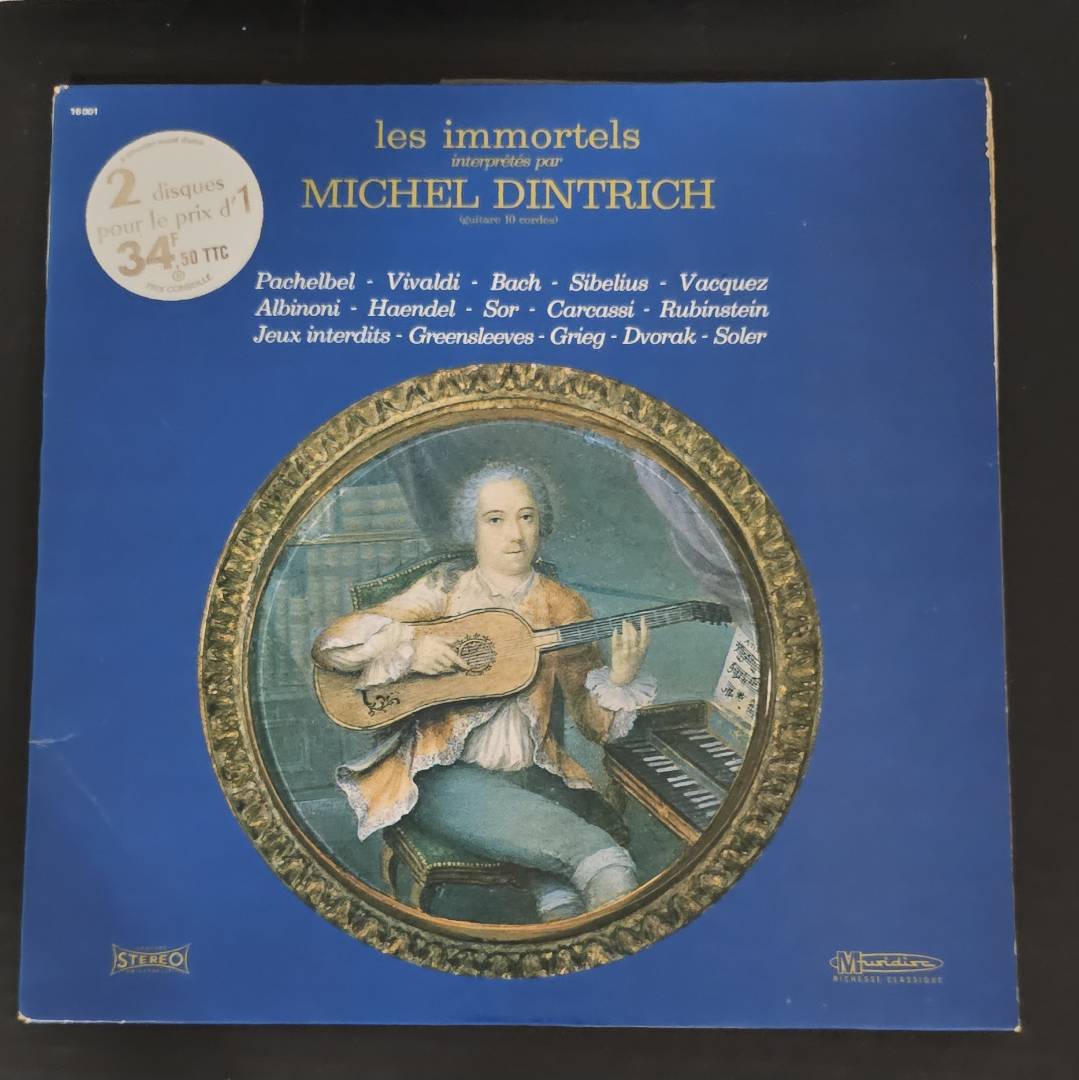 16 001
2 disques
pour le prix d'1
34F,50 TTC
PRIX CONSEILLÉ
les immortels
interprétés par
MICHEL DINTRICH
(guitare 10 cordes)
Pachelbel - Vivaldi - Bach - Sibelius - Vacquez
Albinoni - Haendel - Sor - Carcassi - Rubinstein
Jeux interdits - Greensleeves - Grieg - Dvorak - Soler
STEREO
Musidisc
RICHESSE CLASSIQUE